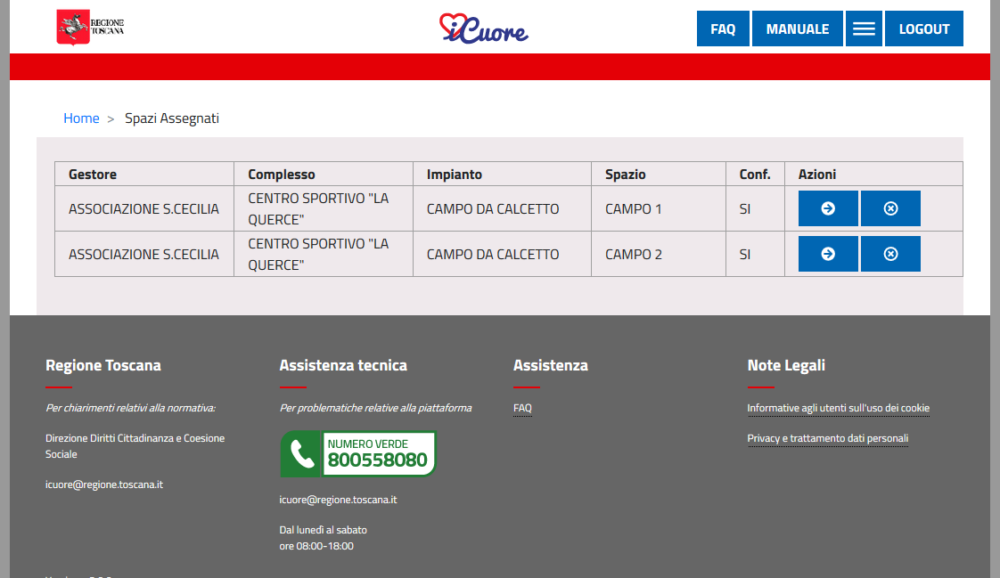 REGIONE
TOSCANA
iCuore
FAQ
MANUALE
LOGOUT
Home > Spazi Assegnati
Gestore Complesso Impianto Spazio Conf. Azioni
ASSOCIAZIONE S.CECILIA CENTRO SPORTIVO "LA QUERCE" CAMPO DA CALCETTO CAMPO 1 SI
ASSOCIAZIONE S.CECILIA CENTRO SPORTIVO "LA QUERCE" CAMPO DA CALCETTO CAMPO 2 SI
Regione Toscana
Per chiarimenti relativi alla normativa:
Direzione Diritti Cittadinanza e Coesione
Sociale
icuore@regione.toscana.it
Assistenza tecnica
Per problematiche relative alla piattaforma
NUMERO VERDE
800558080
icuore@regione.toscana.it
Dal lunedì al sabato
ore 08:00-18:00
Assistenza
FAQ
Note Legali
Informative agli utenti sull'uso dei cookie
Privacy e trattamento dati personali